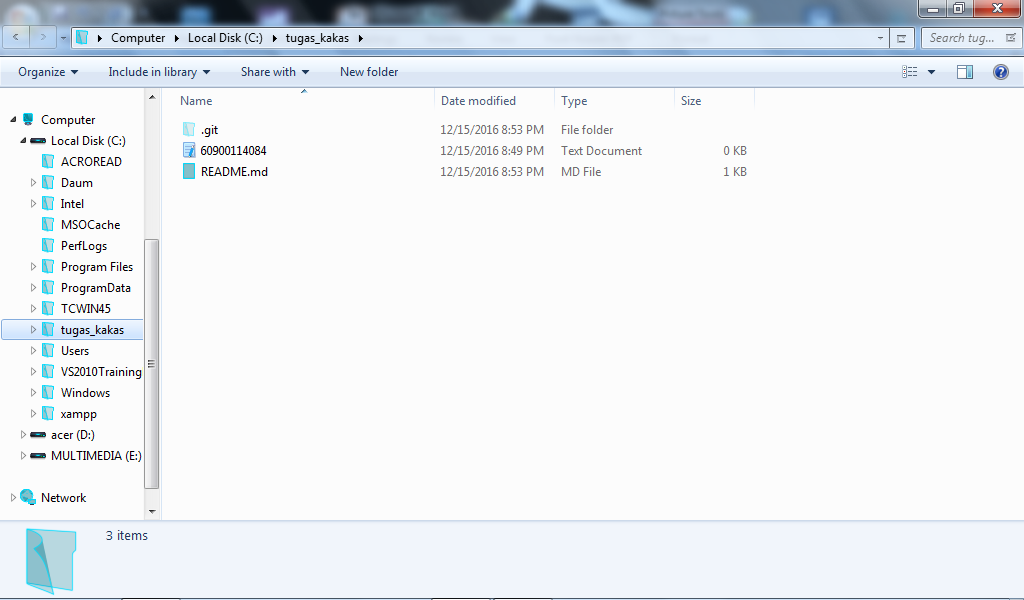 Computer Local Disk (C:) tugas_kakas Search tug...
Organize Include in library Share with New folder
Name Date modified Type Size
.git 12/15/2016 8:53 PM File folder
60900114084 12/15/2016 8:49 PM Text Document 0 KB
README.md 12/15/2016 8:53 PM MD File 1 KB
Computer
Local Disk (C:)
ACROREAD
Daum
Intel
MSOCache
PerfLogs
Program Files
ProgramData
TCWIN45
tugas_kakas
Users
VS2010Training
Windows
xampp
acer (D:)
MULTIMEDIA (E:)
Network
3 items